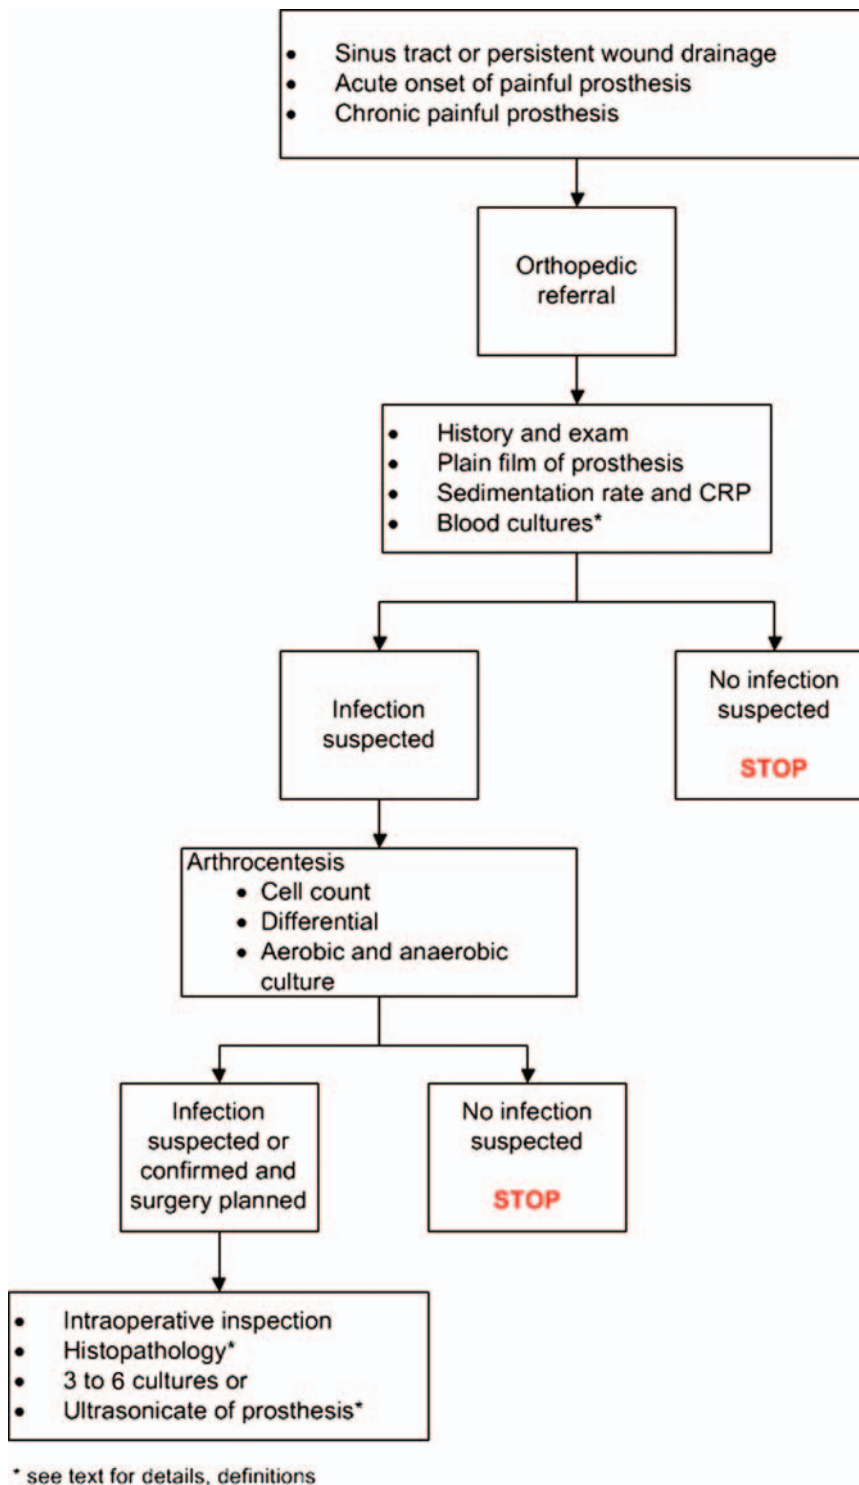 • Sinus tract or persistent wound drainage
• Acute onset of painful prosthesis
• Chronic painful prosthesis
Orthopedic
referral
• History and exam
• Plain film of prosthesis
• Sedimentation rate and CRP
• Blood cultures*
Infection
suspected
No infection
suspected
STOP
Arthrocentesis
• Cell count
• Differential
• Aerobic and anaerobic
culture
Infection
suspected or
confirmed and
surgery planned
No infection
suspected
STOP
• Intraoperative inspection
• Histopathology*
• 3 to 6 cultures or
• Ultrasonicate of prosthesis*
* see text for details, definitions